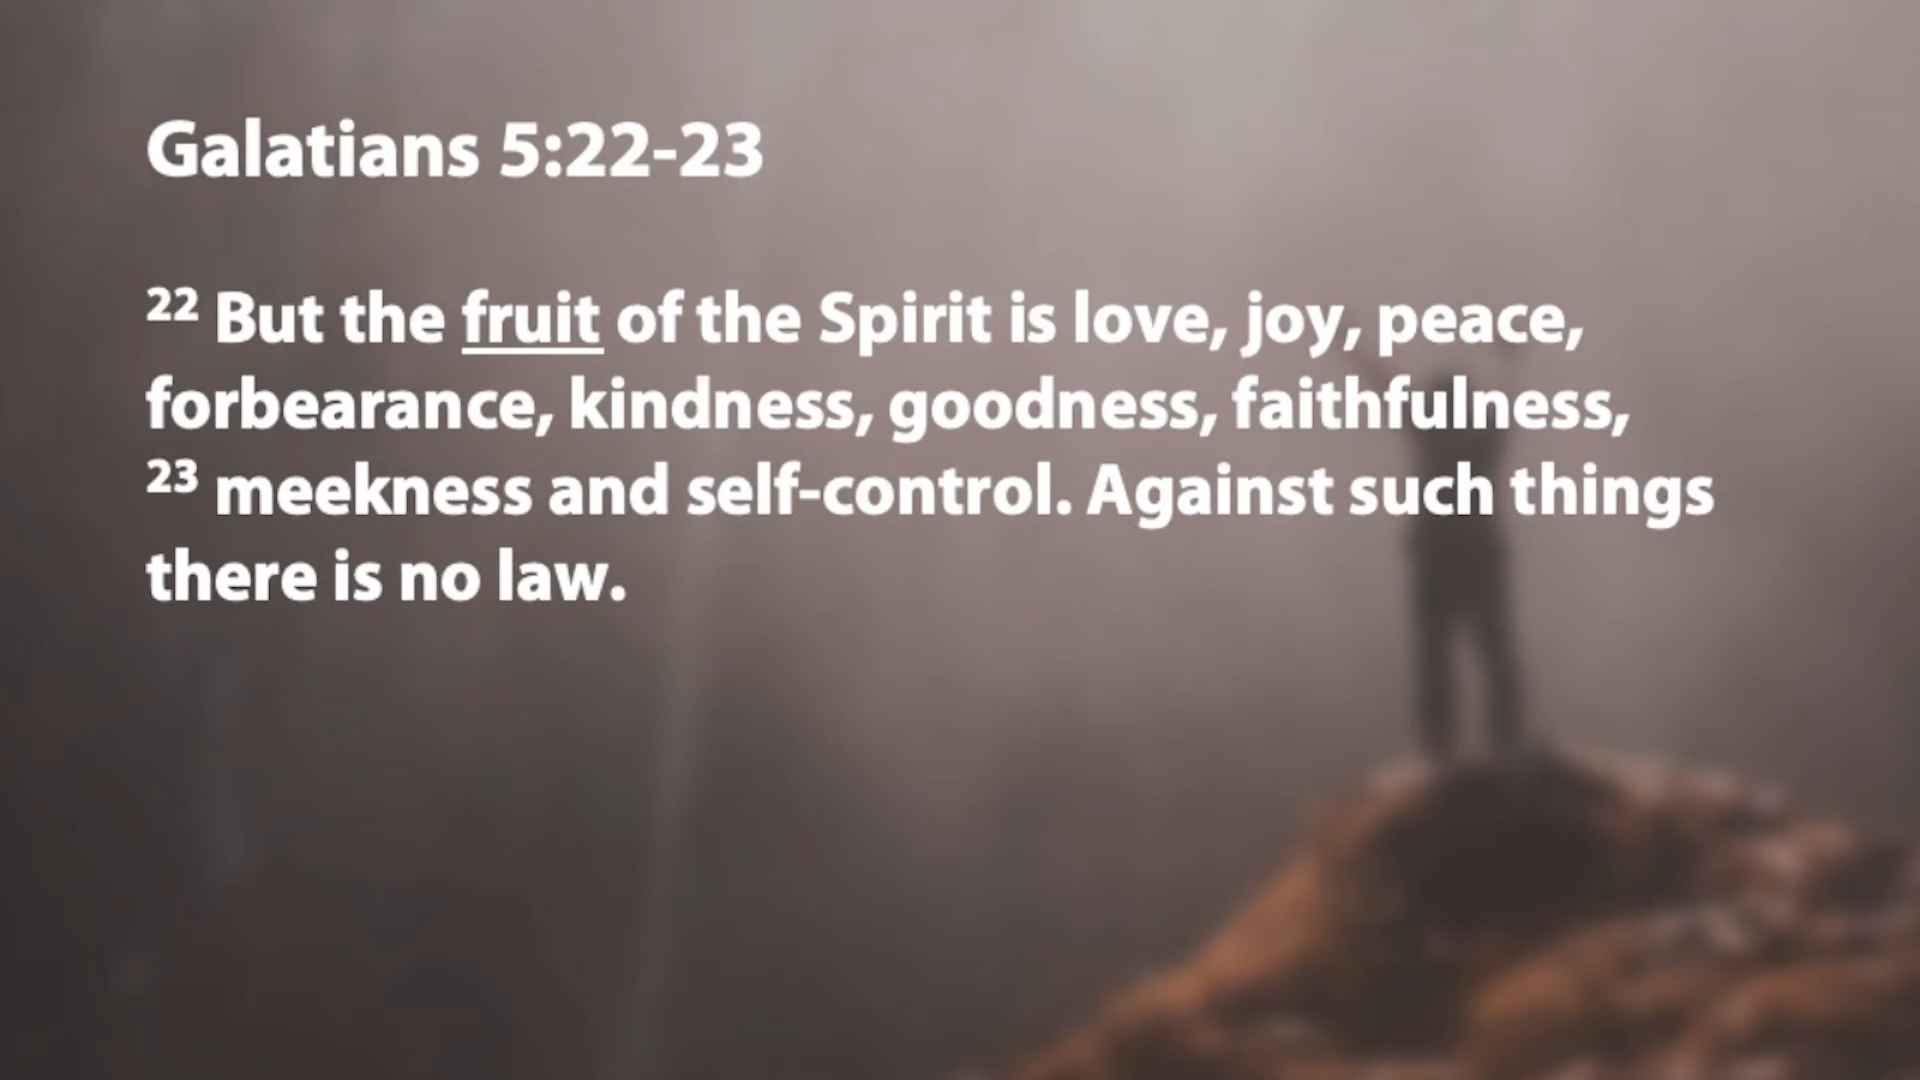 Galatians 5:22-23
22 But the fruit of the Spirit is love, joy, peace,
forbearance, kindness, goodness, faithfulness,
23 meekness and self-control. Against such things
there is no law.